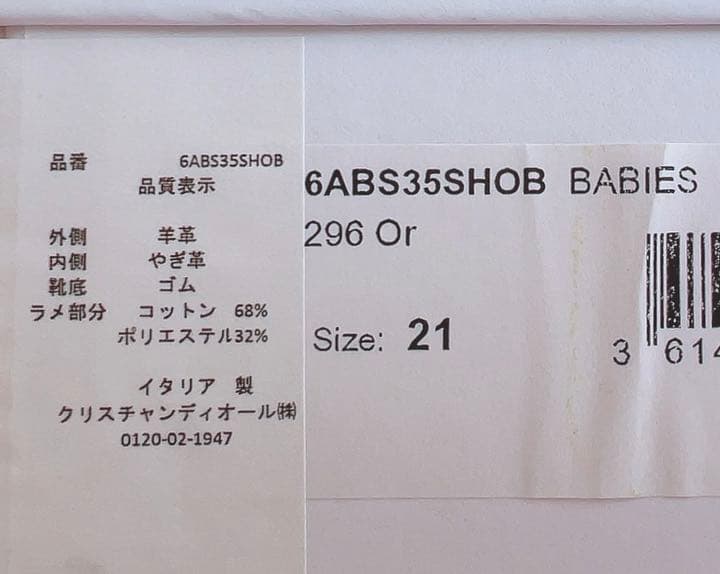 品番 6ABS35SHOB
品質表示
外側 羊革
内側 やぎ革
靴底 ゴム
ラメ部分 コットン 68%
ポリエステル32%
イタリア 製
クリスチャンディオール㈱
0120-02-1947
6ABS35SHOB BABIES
296 Or
Size: 21
3 614